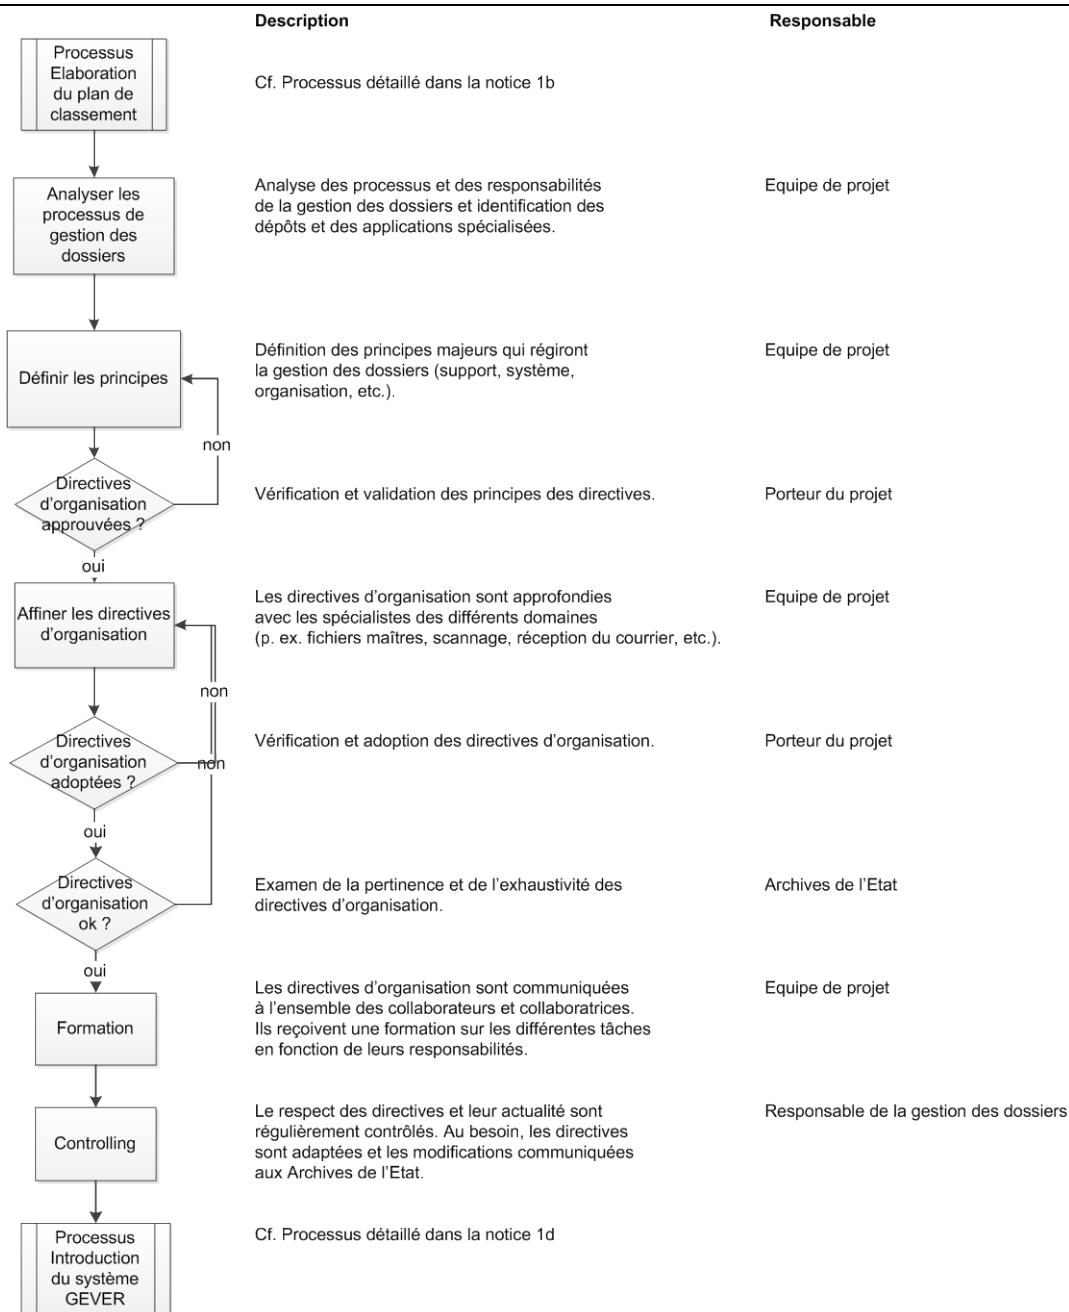 Description
Responsable
Processus
Elaboration
du plan de
classement
Cf. Processus détaillé dans la notice 1b
Analyser les
processus de
gestion des
dossiers
Analyse des processus et des responsabilités
de la gestion des dossiers et identification des
dépôts et des applications spécialisées.
Equipe de projet
Définir les principes
Définition des principes majeurs qui régiront
la gestion des dossiers (support, système,
organisation, etc.).
Equipe de projet
non
Directives
d'organisation
approuvées ?
Vérification et validation des principes des directives.
Porteur du projet
oui
Affiner les directives
d'organisation
Les directives d'organisation sont approfondies
avec les spécialistes des différents domaines
(p. ex. fichiers maîtres, scannage, réception du courrier, etc.).
Equipe de projet
non
Directives
d'organisation
adoptées ?
non
Vérification et adoption des directives d'organisation.
Porteur du projet
oui
Directives
d'organisation
ok ?
Examen de la pertinence et de l'exhaustivité des
directives d'organisation.
Archives de l'Etat
oui
Formation
Les directives d'organisation sont communiquées
à l'ensemble des collaborateurs et collaboratrices.
Ils reçoivent une formation sur les différentes tâches
en fonction de leurs responsabilités.
Equipe de projet
Controlling
Le respect des directives et leur actualité sont
régulièrement contrôlés. Au besoin, les directives
sont adaptées et les modifications communiquées
aux Archives de l'Etat.
Responsable de la gestion des dossiers
Processus
Introduction
du système
GEVER
Cf. Processus détaillé dans la notice 1d